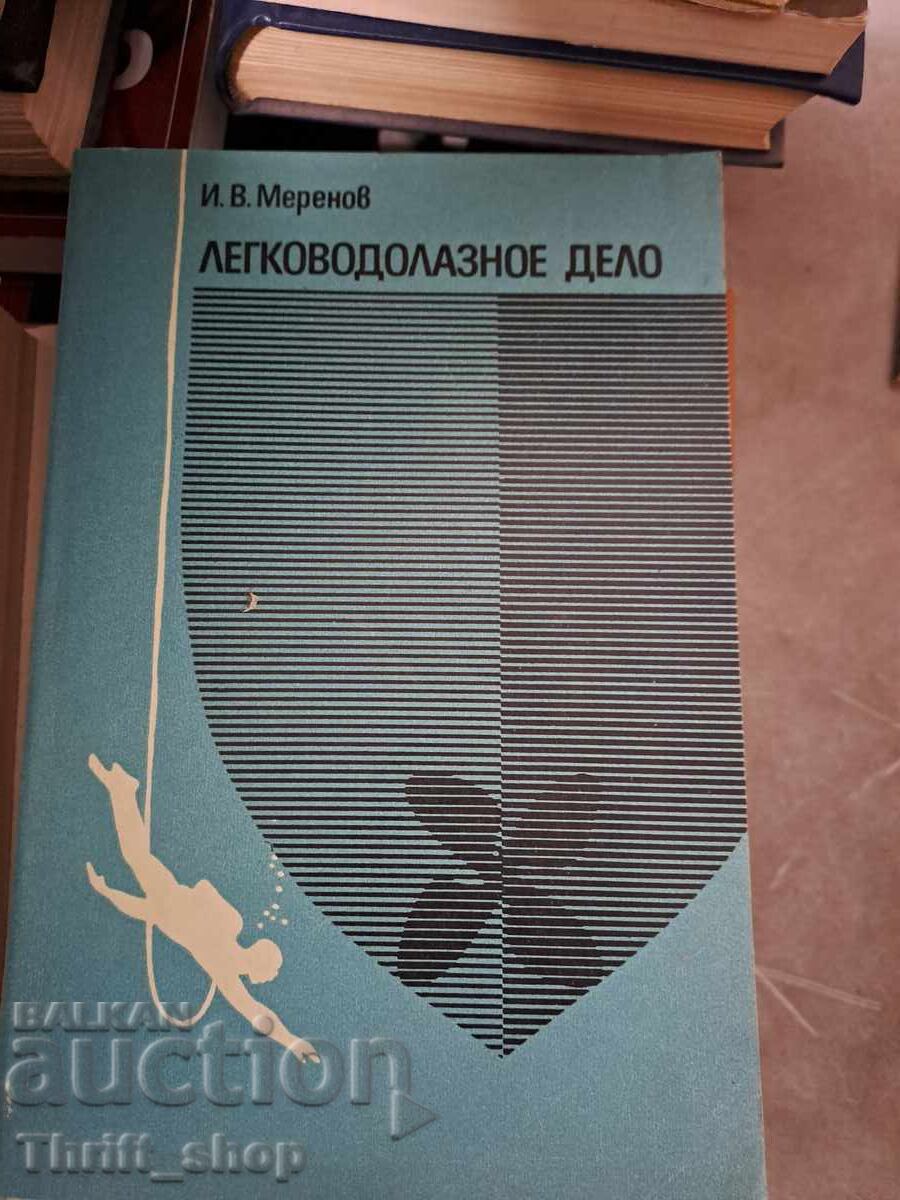 И. В. Меренов
ЛЕГКОВОДОЛАЗНОЕ ДЕЛО
BALKAN
auction
Thrift_shop